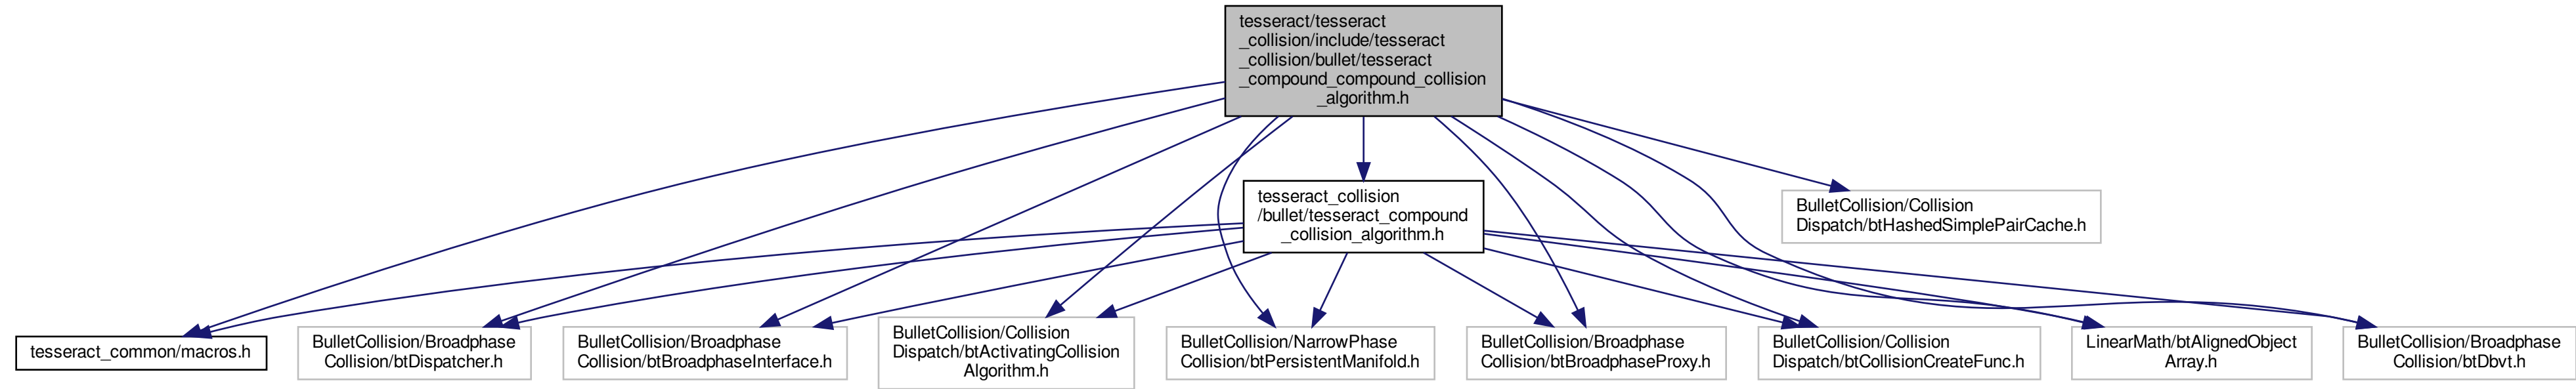 tesseract/tesseract
_collision/include/tesseract
_collision/bullet/tesseract
_compound_compound_collision
_algorithm.h
tesseract_collision
/bullet/tesseract_compound
_collision_algorithm.h
BulletCollision/Collision
Dispatch/btHashedSimplePairCache.h
tesseract_common/macros.h
BulletCollision/Broadphase
Collision/btDispatcher.h
BulletCollision/Broadphase
Collision/btBroadphaseInterface.h
BulletCollision/Collision
Dispatch/btActivatingCollision
Algorithm.h
BulletCollision/NarrowPhase
Collision/btPersistentManifold.h
BulletCollision/Broadphase
Collision/btBroadphaseProxy.h
BulletCollision/Collision
Dispatch/btCollisionCreateFunc.h
LinearMath/btAlignedObject
Array.h
BulletCollision/Broadphase
Collision/btDbvt.h